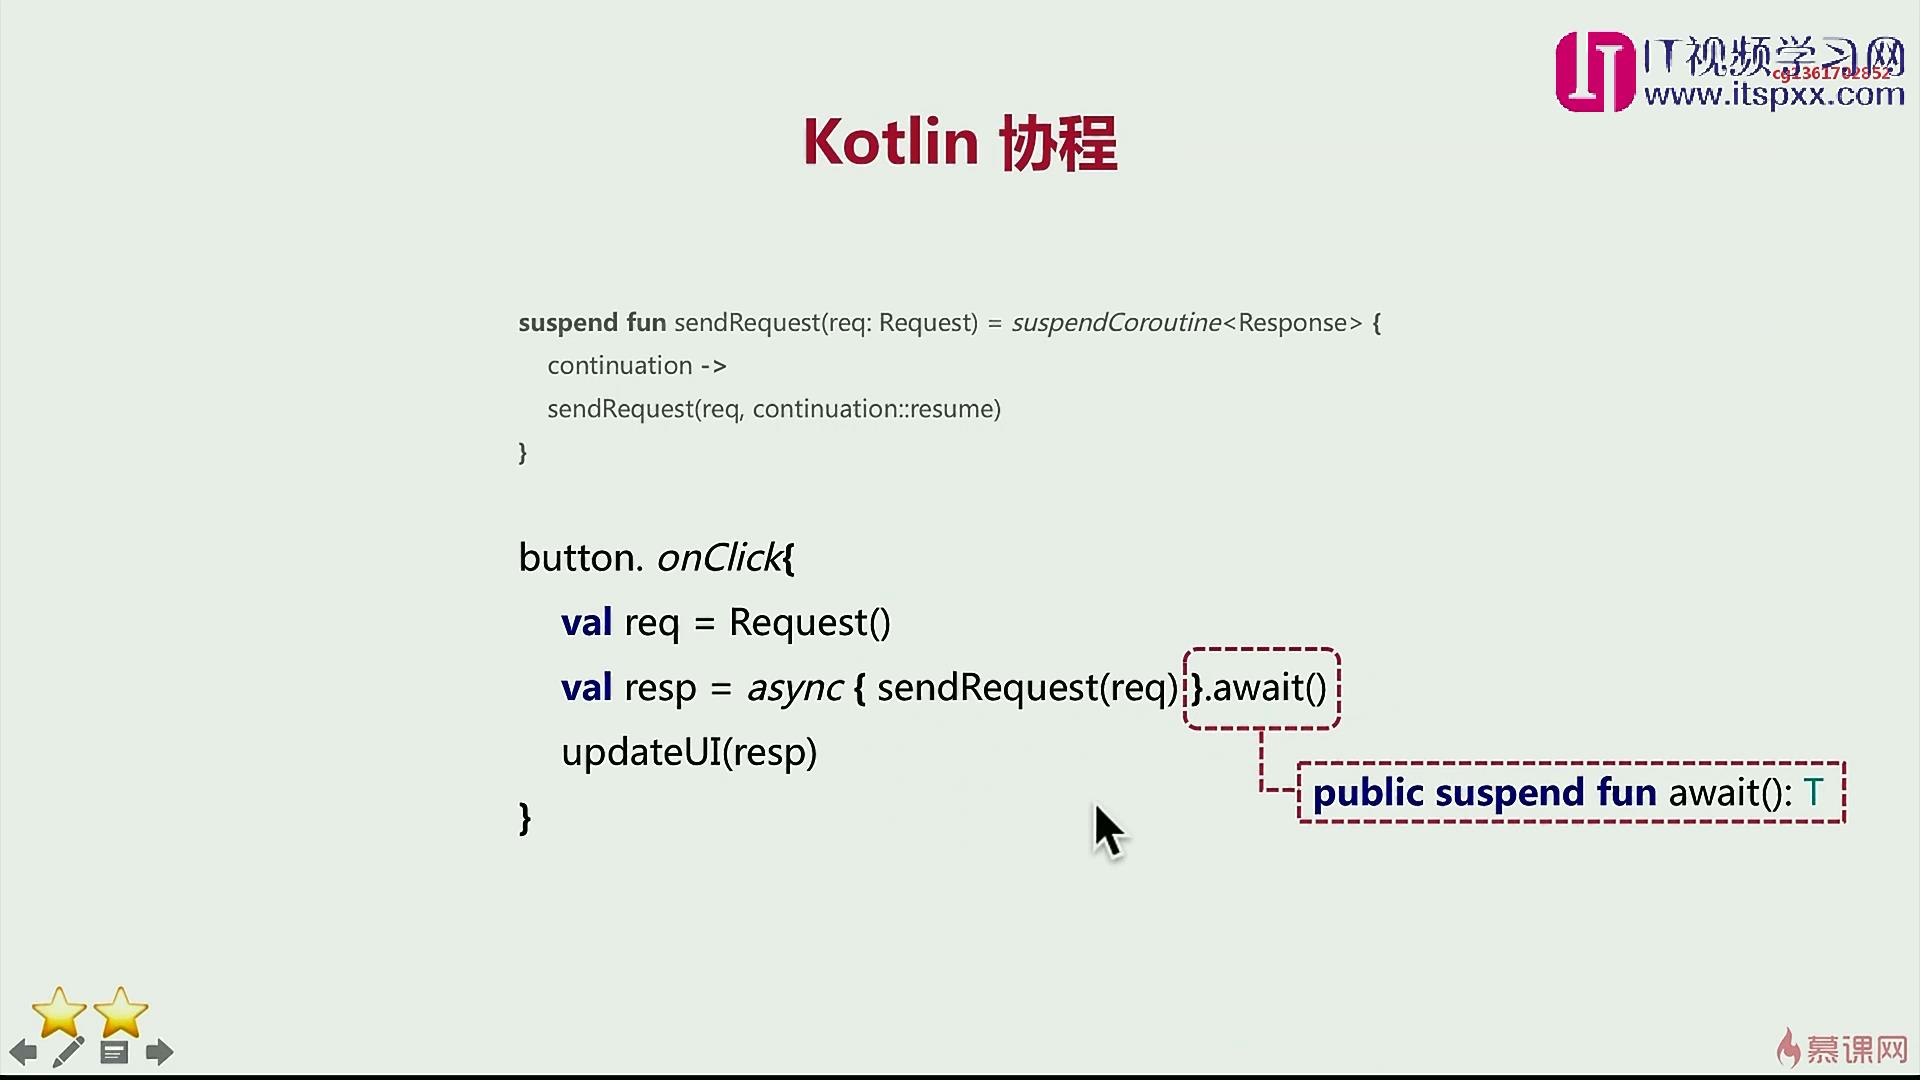 IT视频学习网
cg1361702852
www.itspxx.com
Kotlin 协程
suspend fun sendRequest(req: Request) = suspendCoroutine<Response> {
continuation ->
sendRequest(req, continuation::resume)
}
button. onClick{
val req = Request()
val resp = async { sendRequest(req) }.await()
updateUI(resp)
public suspend fun await(): T
}
慕课网